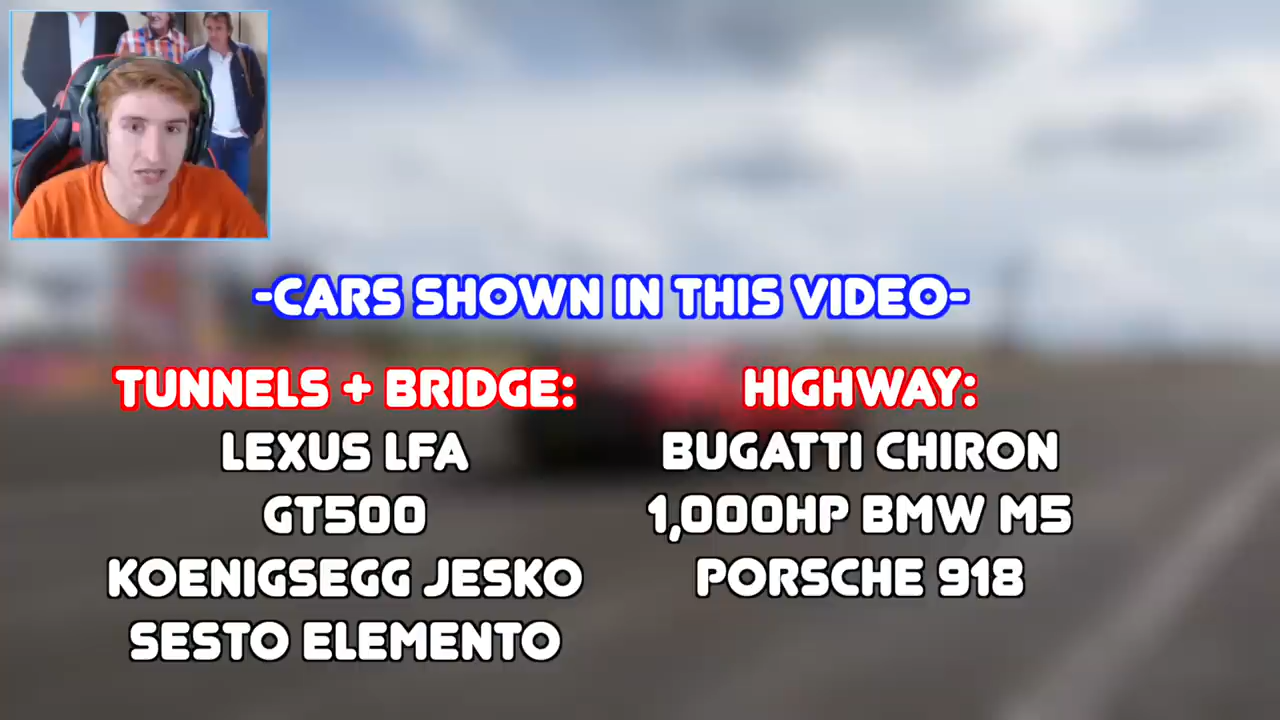 -CARS SHOWN IN THIS VIDEO-
TUNNELS + BRIDGE:
LEXUS LFA
GT500
KOENIGSEGG JESKO
SESTO ELEMENTO
HIGHWAY:
BUGATTI CHIRON
1,000HP BMW M5
PORSCHE 918